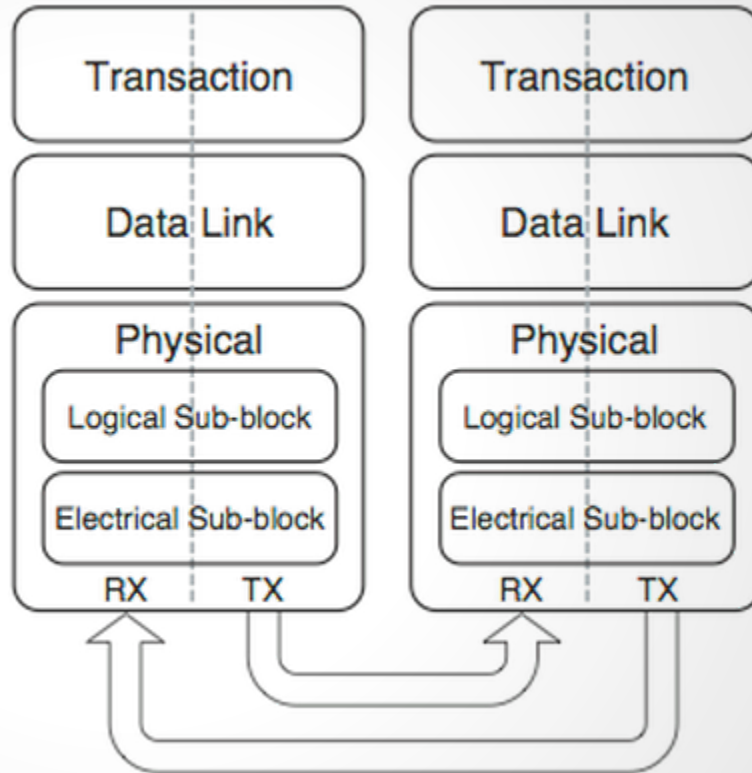 Transaction
Data Link
Physical
Logical Sub-block
Electrical Sub-block
RX TX
Transaction
Data Link
Physical
Logical Sub-block
Electrical Sub-block
RX TX